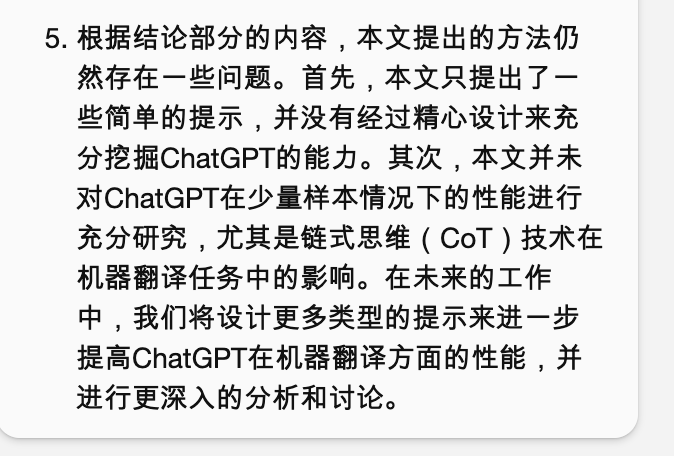 5. 根据结论部分的内容，本文提出的方法仍
然存在一些问题。首先，本文只提出了一
些简单的提示，并没有经过精心设计来充
分挖掘ChatGPT的能力。其次，本文并未
对ChatGPT在少量样本情况下的性能进行
充分研究，尤其是链式思维（CoT）技术在
机器翻译任务中的影响。在未来的工作
中，我们将设计更多类型的提示来进一步
提高ChatGPT在机器翻译方面的性能，并
进行更深入的分析和讨论。